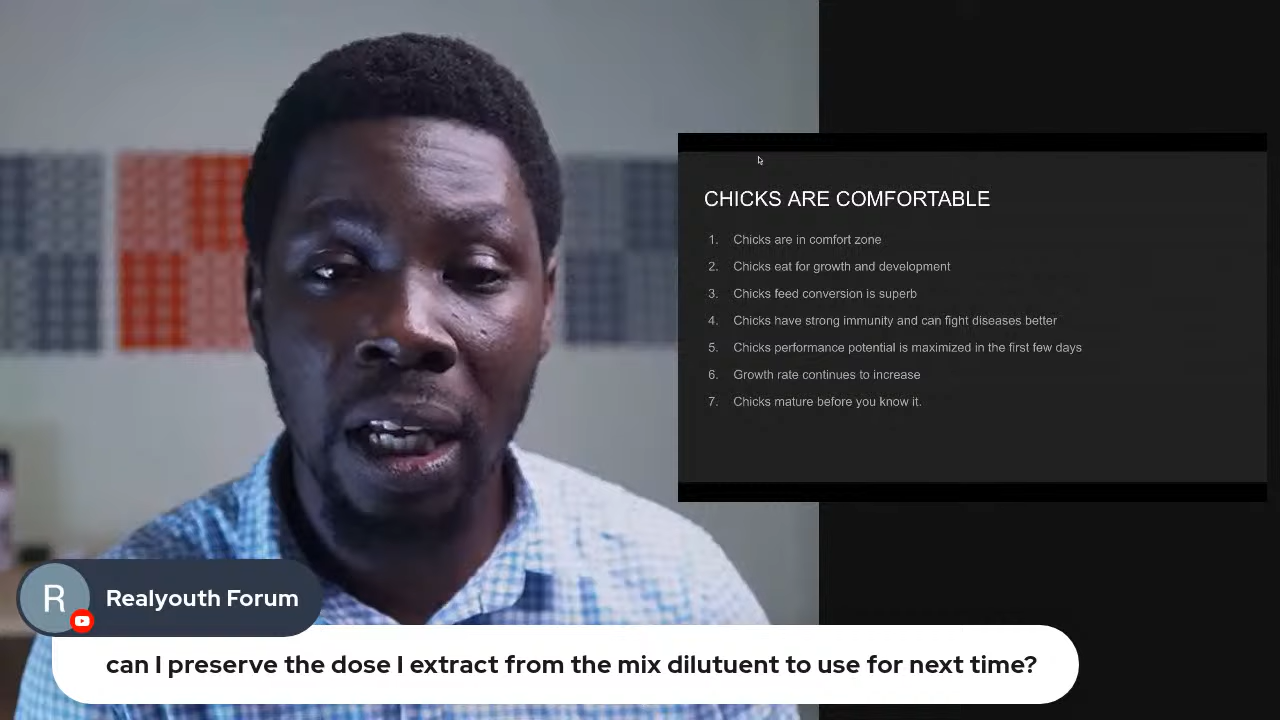 CHICKS ARE COMFORTABLE
1. Chicks are in comfort zone
2. Chicks eat for growth and development
3. Chicks feed conversion is superb
4. Chicks have strong immunity and can fight diseases better
5. Chicks performance potential is maximized in the first few days
6. Growth rate continues to increase
7. Chicks mature before you know it.
R
Realyouth Forum
can I preserve the dose I extract from the mix dilutuent to use for next time?